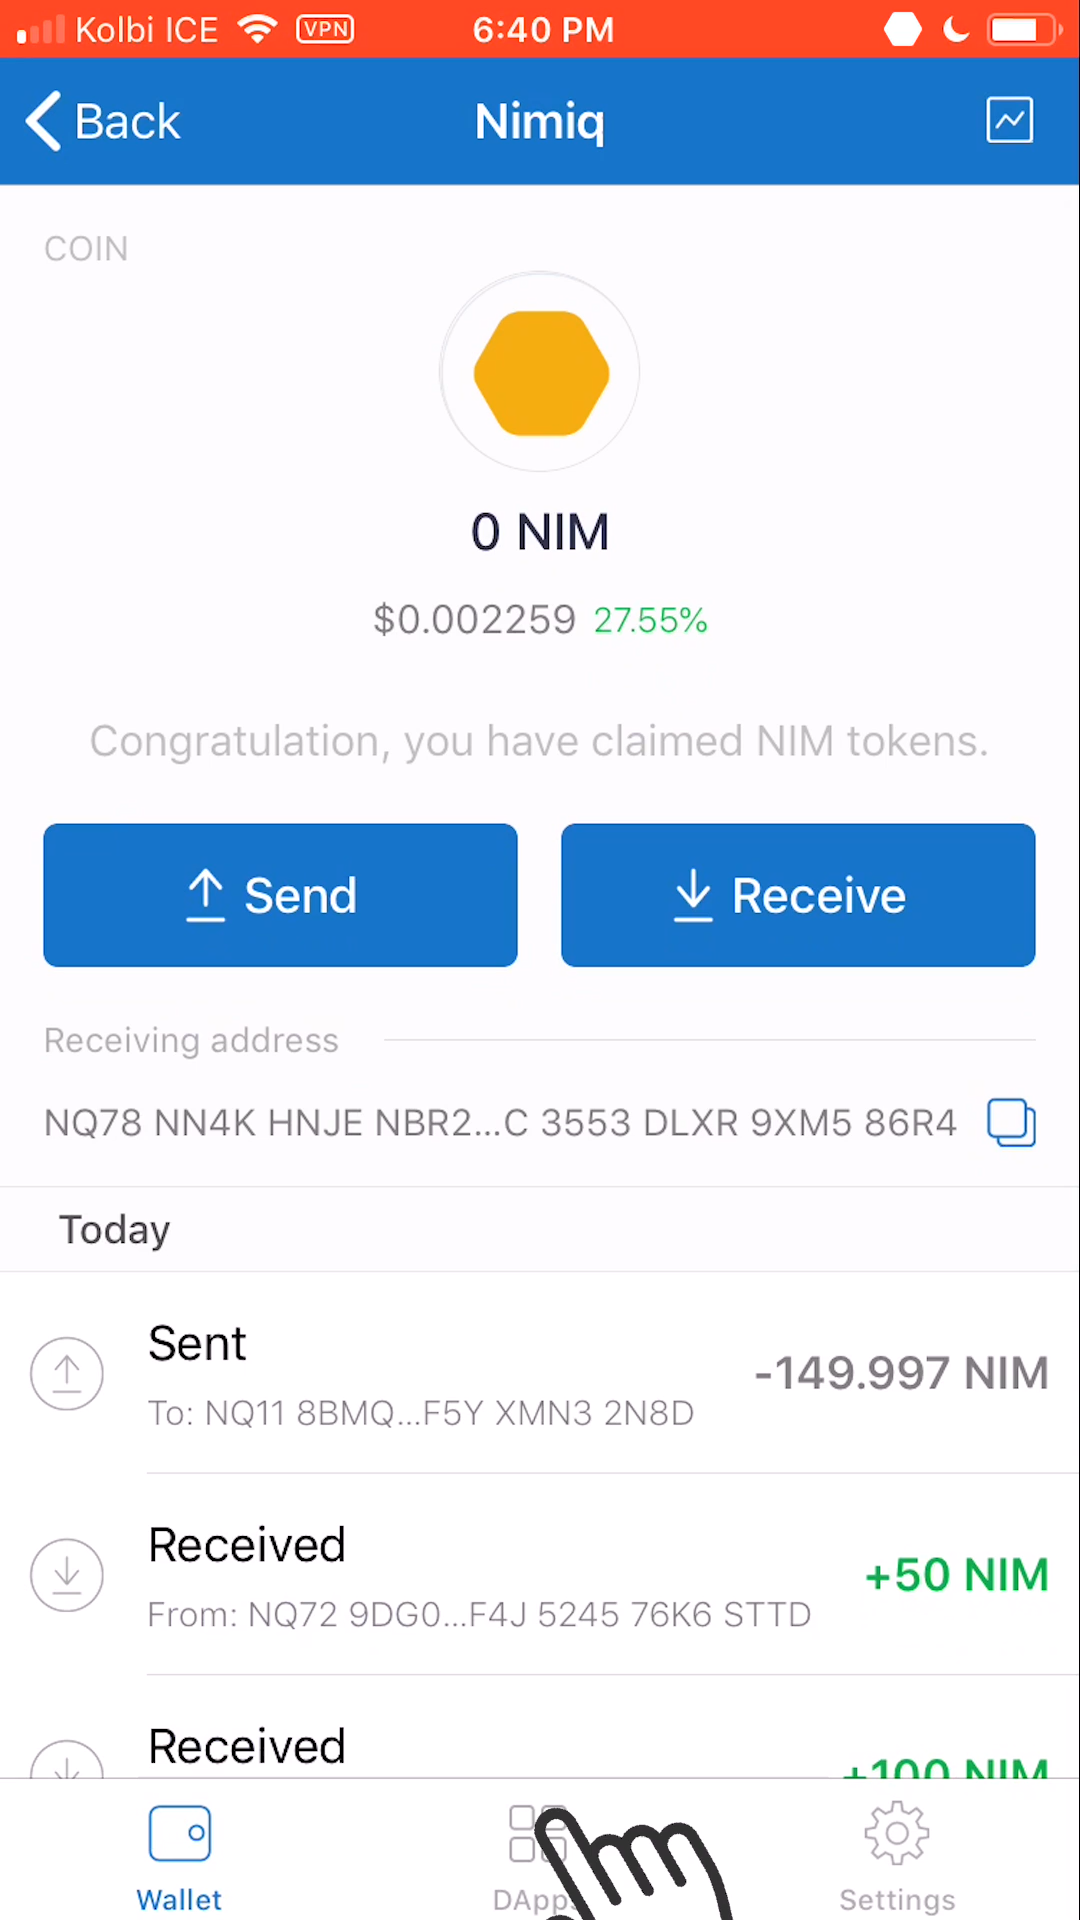 Kolbi ICE VPN 6:40 PM
Back Nimiq
COIN
0 NIM
$0.002259 27.55%
Congratulation, you have claimed NIM tokens.
Send Receive
Receiving address
NQ78 NN4K HNJE NBR2...C 3553 DLXR 9XM5 86R4
Today
Sent
-149.997 NIM
To: NQ11 8BMQ...F5Y XMN3 2N8D
Received
+50 NIM
From: NQ72 9DG0...F4J 5245 76K6 STTD
Received
+100 NIM
Wallet DApps Settings